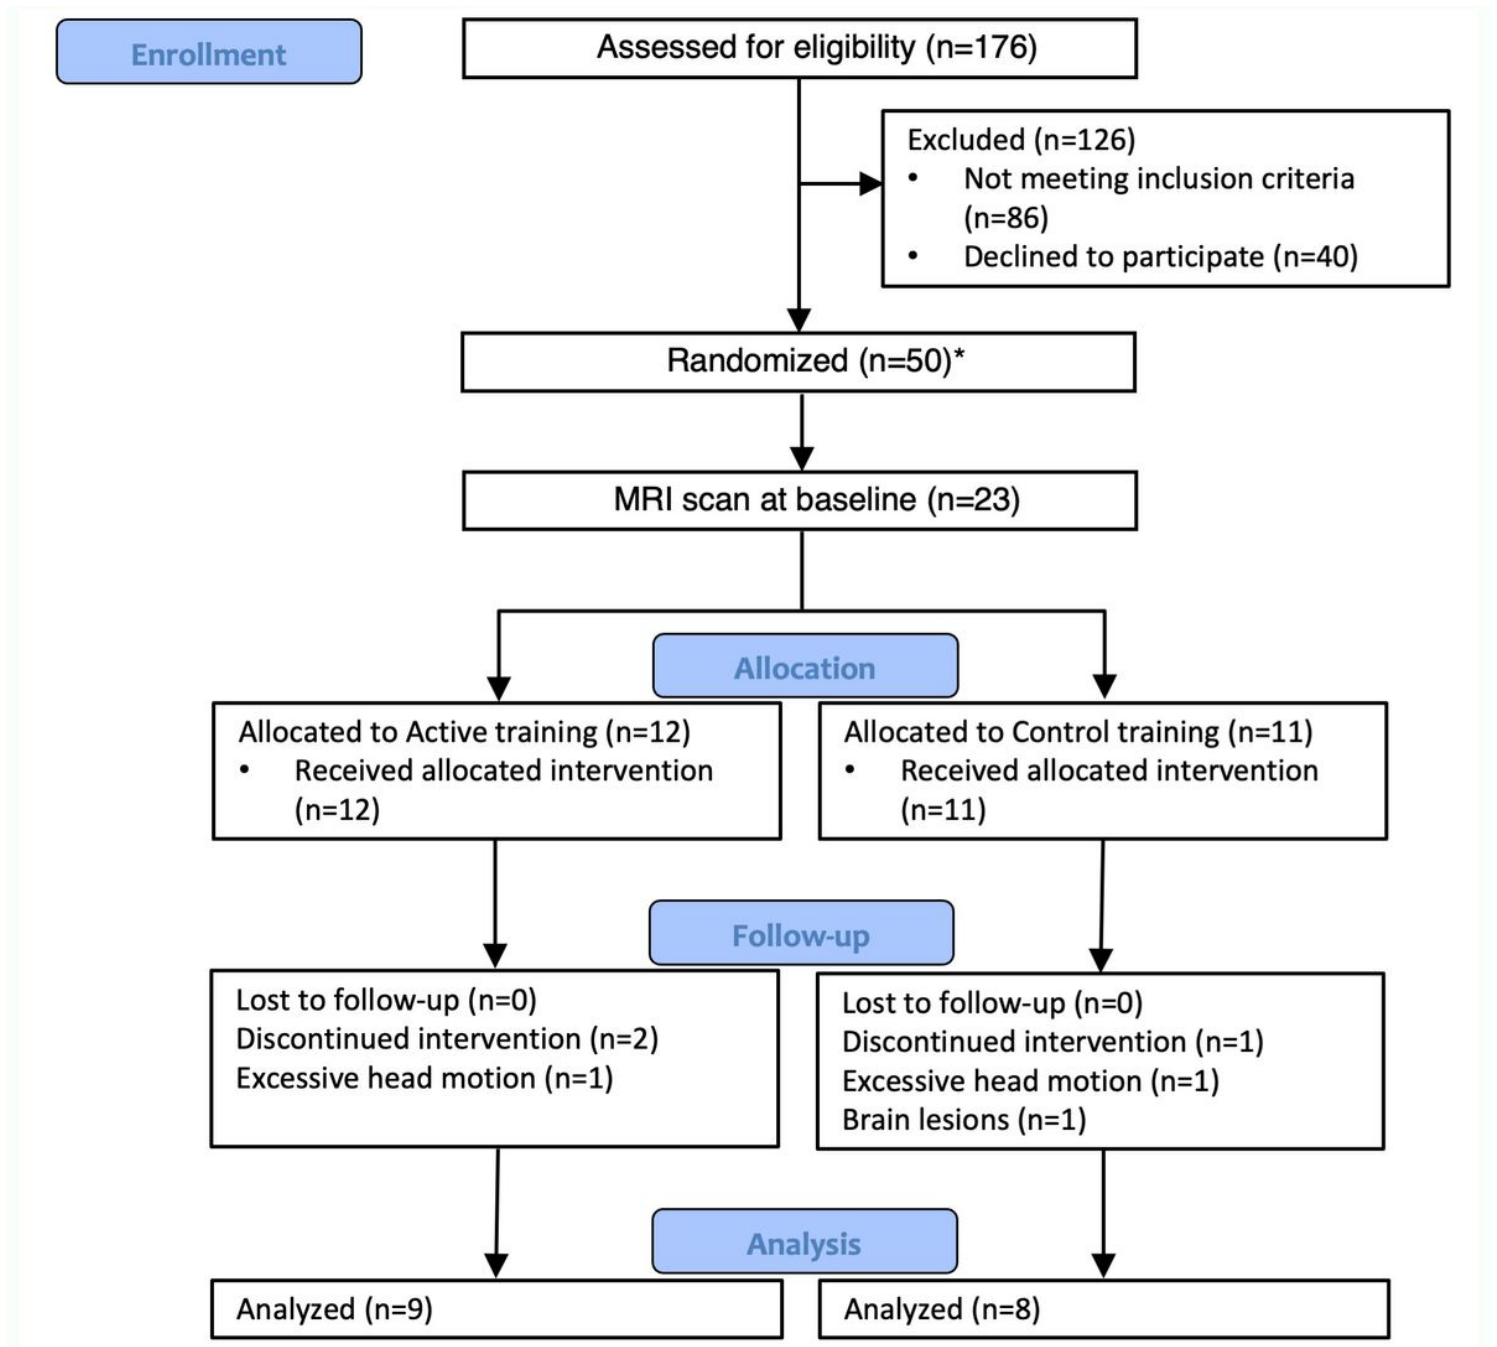 Enrollment
Assessed for eligibility (n=176)
Excluded (n=126)
• Not meeting inclusion criteria
(n=86)
• Declined to participate (n=40)
Randomized (n=50)*
MRI scan at baseline (n=23)
Allocation
Allocated to Active training (n=12)
• Received allocated intervention
(n=12)
Allocated to Control training (n=11)
• Received allocated intervention
(n=11)
Follow-up
Lost to follow-up (n=0)
Discontinued intervention (n=2)
Excessive head motion (n=1)
Lost to follow-up (n=0)
Discontinued intervention (n=1)
Excessive head motion (n=1)
Brain lesions (n=1)
Analysis
Analyzed (n=9)
Analyzed (n=8)